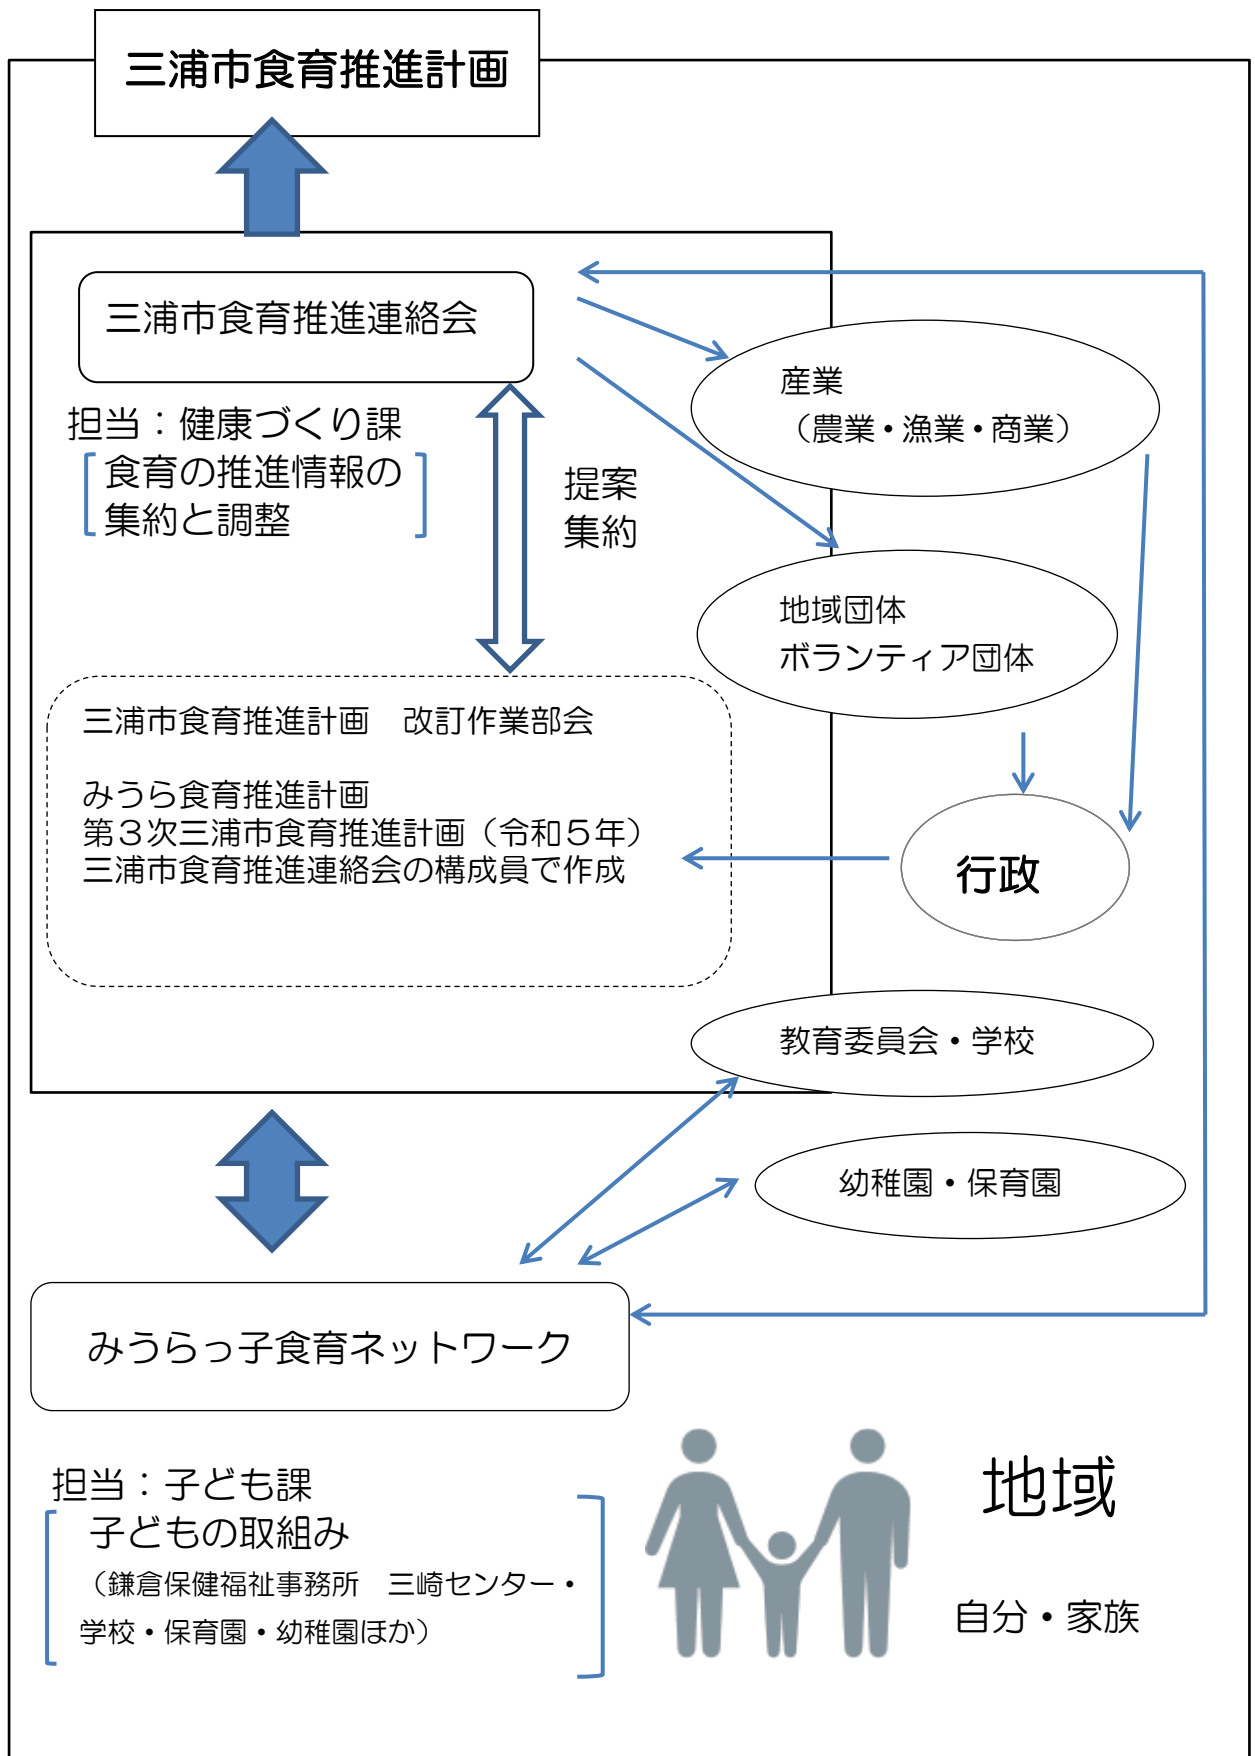 三浦市食育推進計画
三浦市食育推進連絡会
担当：健康づくり課
食育の推進情報の
集約と調整
提案
集約
産業
（農業・漁業・商業）
地域団体
ボランティア団体
三浦市食育推進計画　改訂作業部会
みうら食育推進計画
第３次三浦市食育推進計画（令和５年）
三浦市食育推進連絡会の構成員で作成
行政
教育委員会・学校
幼稚園・保育園
みうらっ子食育ネットワーク
担当：子ども課
子どもの取組み
（鎌倉保健福祉事務所　三崎センター・
学校・保育園・幼稚園ほか）
地域
自分・家族